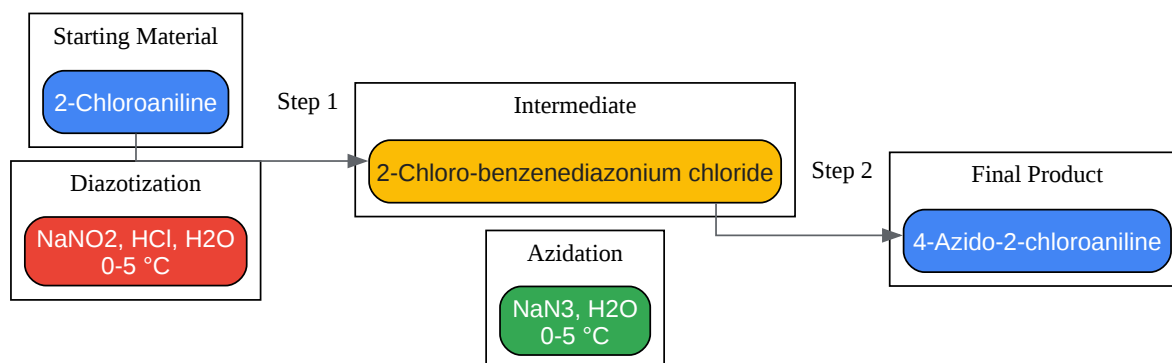 Starting Material
2-Chloroaniline
Step 1
Diazotization
NaNO2, HCl, H2O
0-5 °C
Intermediate
2-Chloro-benzenediazonium chloride
Step 2
Azidation
NaN3, H2O
0-5 °C
Final Product
4-Azido-2-chloroaniline